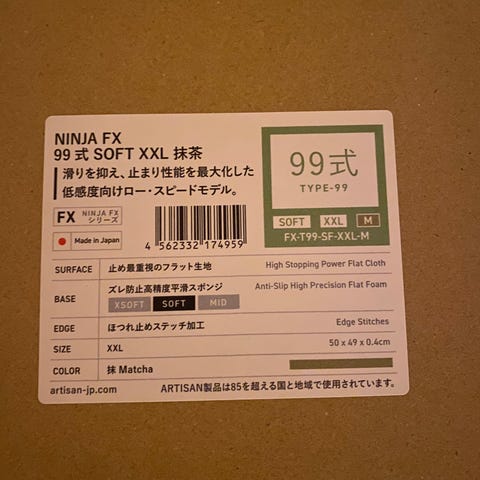 NINJA FX
99 式 SOFT XXL 抹茶
滑りを抑え、止まり性能を最大化した
低感度向けロー・スピードモデル。
FX NINJA FX
シリーズ
Made in Japan
4 562332 174959
99式
TYPE-99
SOFT XXL M
FX-T99-SF-XXL-M
SURFACE 止め最重視のフラット生地 High Stopping Power Flat Cloth
BASE ズレ防止高精度平滑スポンジ Anti-Slip High Precision Flat Foam
XSOFT SOFT MID
EDGE ほつれ止めステッチ加工 Edge Stitches
SIZE XXL 50 x 49 x 0.4cm
COLOR 抹 Matcha
artisan-jp.com ARTISAN製品は85を超える国と地域で使用されています。